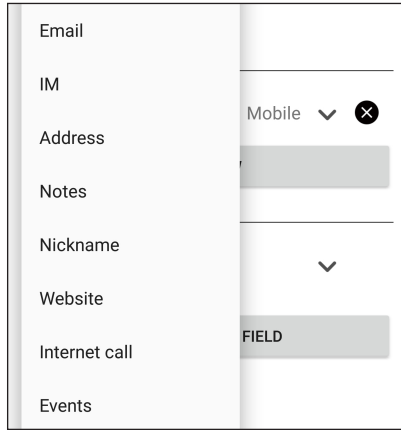 Email
IM
Mobile
Address
Notes
Nickname
Website
Internet call
FIELD
Events